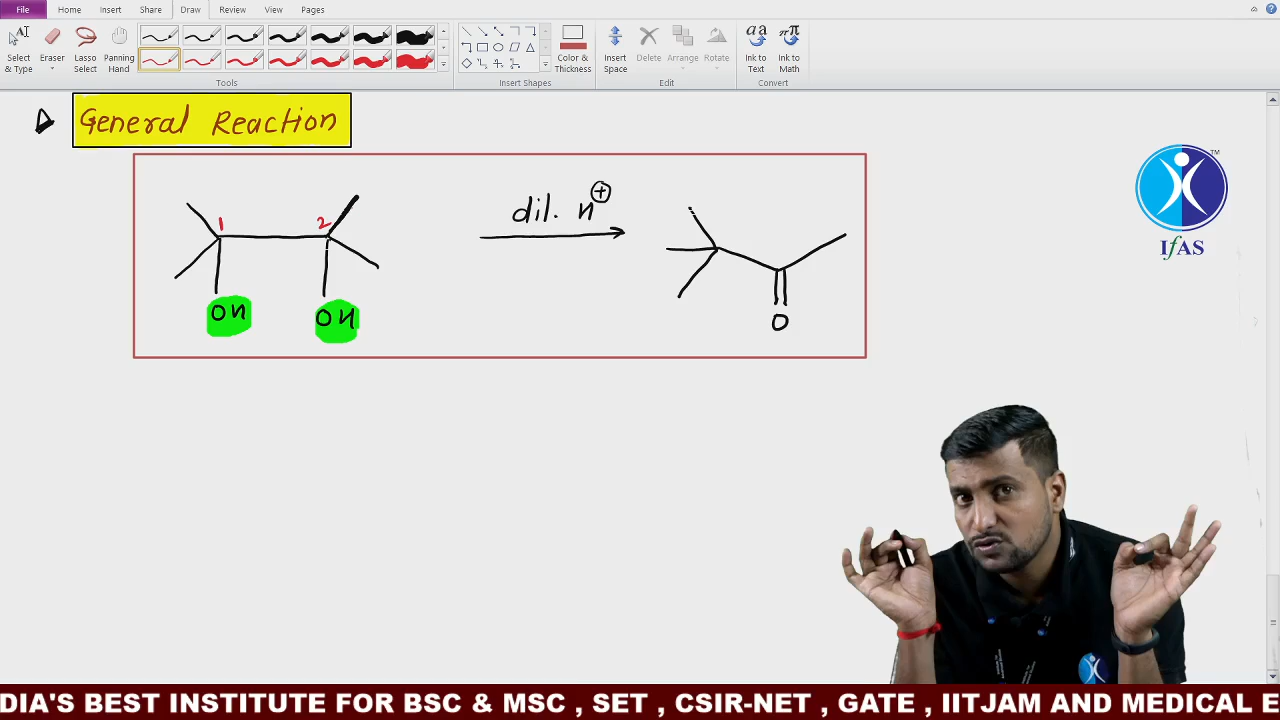 File Home Insert Share Draw Review View Pages
Select & Type Eraser Lasso Select Panning Hand Color & Thickness Insert Space Delete Arrange Rotate Ink to Text Ink to Math
Tools Insert Shapes Edit Convert
General Reaction
TM
IfAS
1 2 dil. H⊕
OH OH O
DIA'S BEST INSTITUTE FOR BSC & MSC , SET , CSIR-NET , GATE , IITJAM AND MEDICAL E